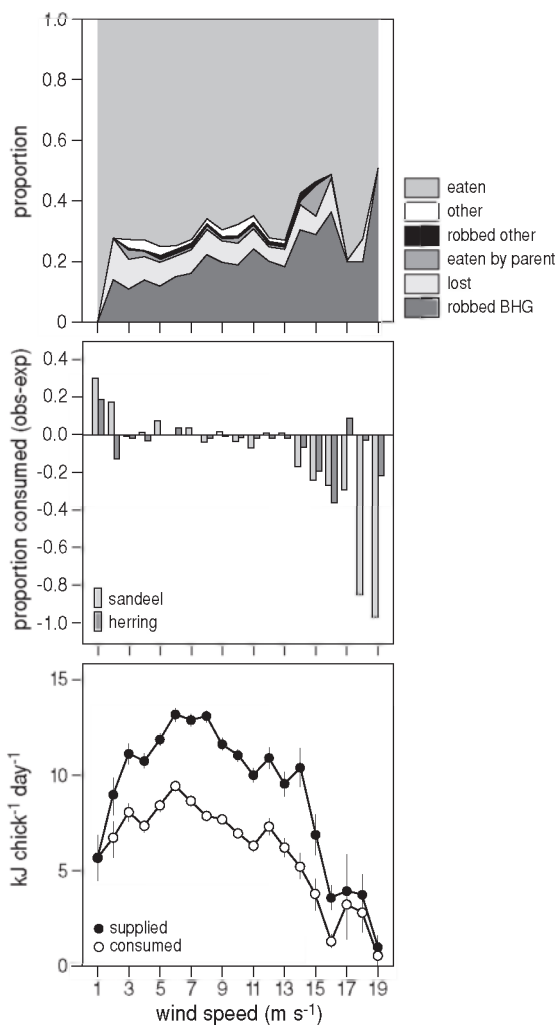 1.0
0.8
0.6
0.4
0.2
0
proportion
eaten
other
robbed other
eaten by parent
lost
robbed BHG
0.4
0.2
0.0
-0.2
-0.4
-0.6
-0.8
-1.0
proportion consumed (obs-exp)
sandeel
herring
15
10
5
0
kJ chick⁻¹ day⁻¹
supplied
consumed
1 3 5 7 9 11 13 15 17 19
wind speed (m s⁻¹)